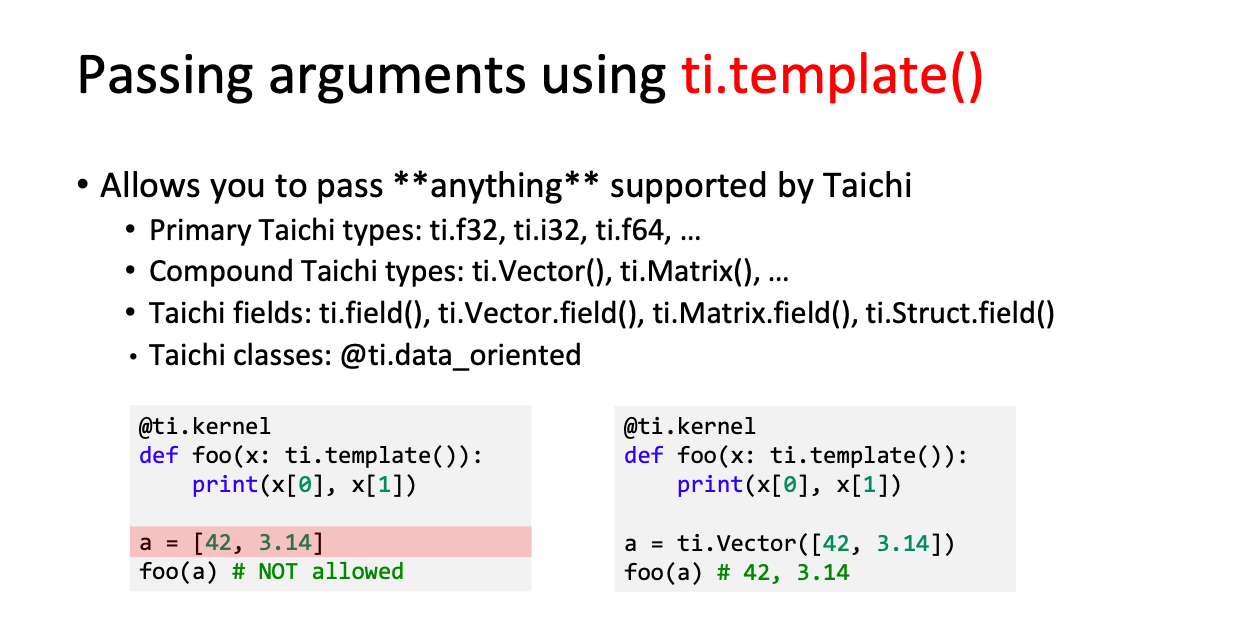 Passing arguments using ti.template()
• Allows you to pass **anything** supported by Taichi
• Primary Taichi types: ti.f32, ti.i32, ti.f64, …
• Compound Taichi types: ti.Vector(), ti.Matrix(), …
• Taichi fields: ti.field(), ti.Vector.field(), ti.Matrix.field(), ti.Struct.field()
• Taichi classes: @ti.data_oriented
@ti.kernel
def foo(x: ti.template()):
    print(x[0], x[1])
a = [42, 3.14]
foo(a) # NOT allowed
@ti.kernel
def foo(x: ti.template()):
    print(x[0], x[1])
a = ti.Vector([42, 3.14])
foo(a) # 42, 3.14